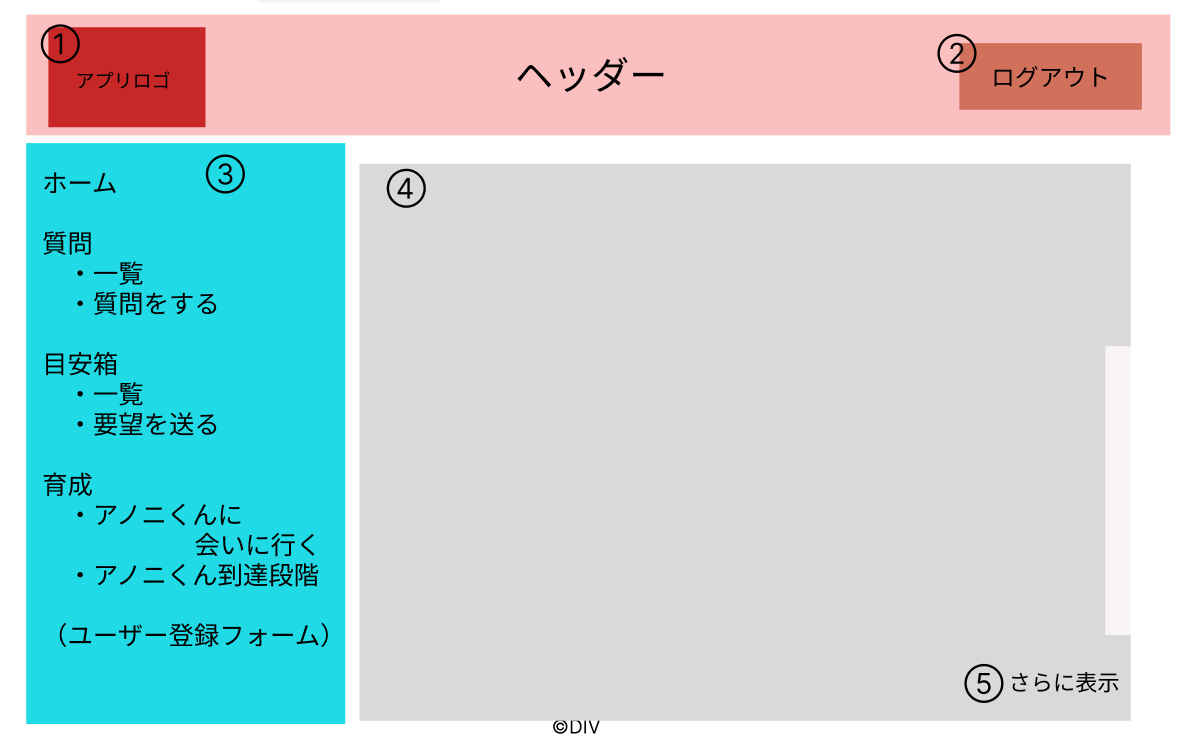 ①
アプリロゴ
ヘッダー
②
ログアウト
③
ホーム
質問
・一覧
・質問をする
目安箱
・一覧
・要望を送る
育成
・アノニくんに
会いに行く
・アノニくん到達段階
（ユーザー登録フォーム）
④
⑤ さらに表示
©DIV